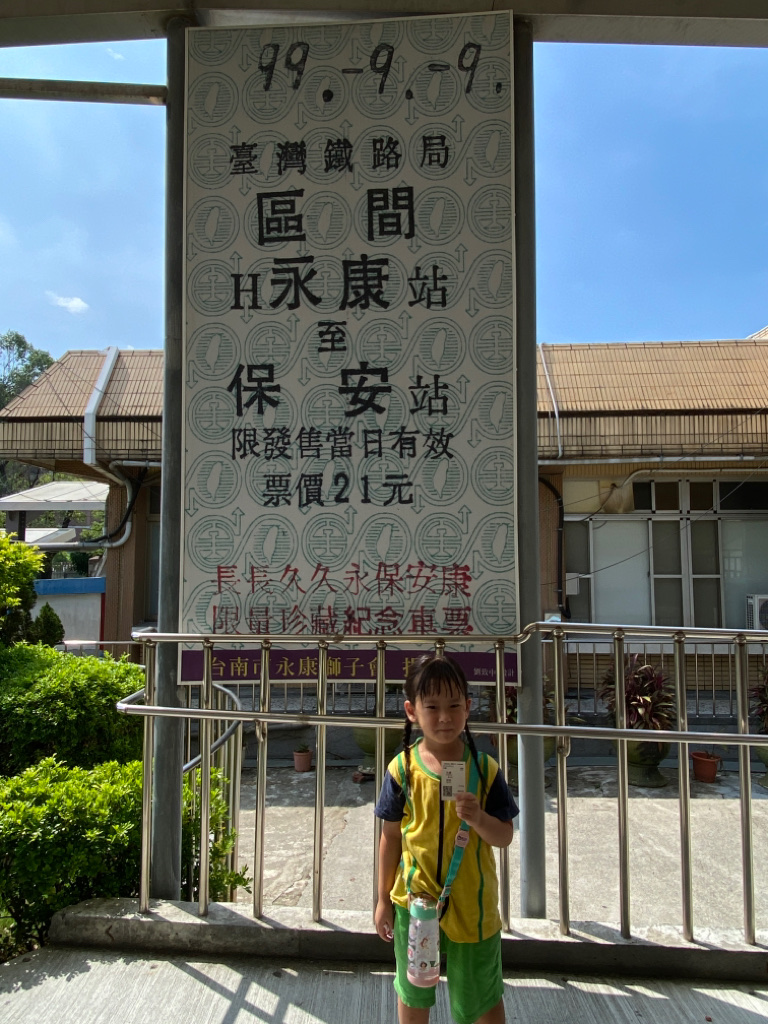 99.-9.-9.
臺灣鐵路局
區間
H永康站
至
保安站
限發售當日有效
票價21元
長長久久永保安康
限量珍藏紀念車票
台南市永康獅子會